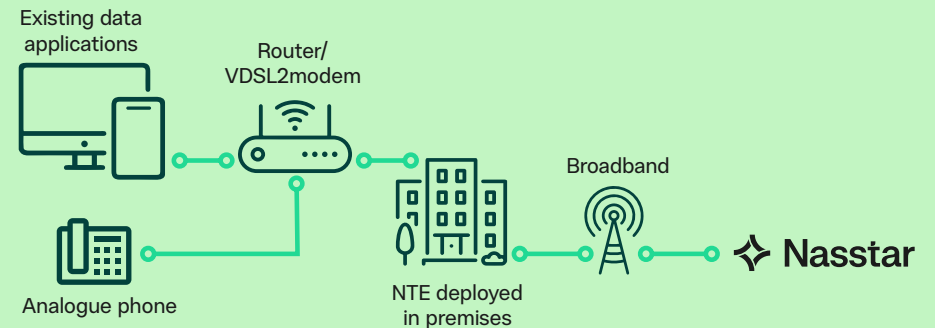 Existing data
applications
Router/
VDSL2modem
Analogue phone
NTE deployed
in premises
Broadband
Nasstar